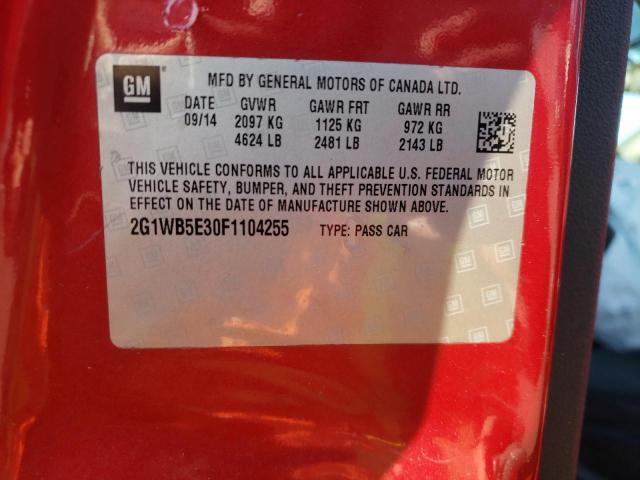 GM
MFD BY GENERAL MOTORS OF CANADA LTD.
DATE GVWR GAWR FRT GAWR RR
09/14 2097 KG 1125 KG 972 KG
4624 LB 2481 LB 2143 LB
THIS VEHICLE CONFORMS TO ALL APPLICABLE U.S. FEDERAL MOTOR
VEHICLE SAFETY, BUMPER, AND THEFT PREVENTION STANDARDS IN
EFFECT ON THE DATE OF MANUFACTURE SHOWN ABOVE.
2G1WB5E30F1104255 TYPE: PASS CAR